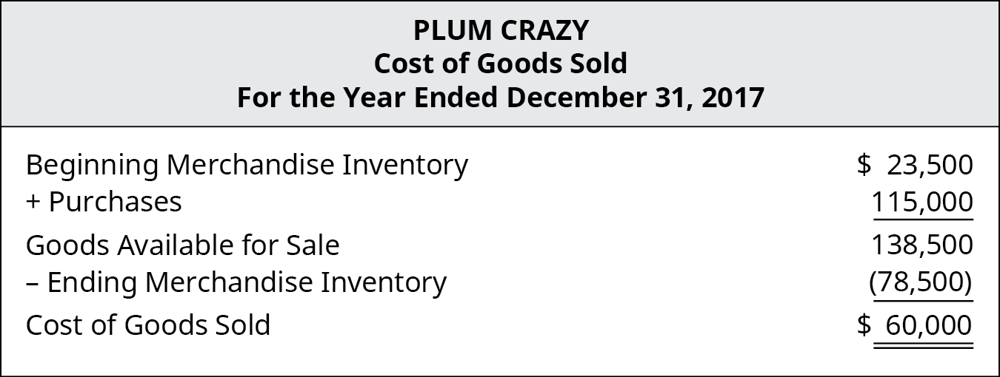 PLUM CRAZY
Cost of Goods Sold
For the Year Ended December 31, 2017
Beginning Merchandise Inventory $ 23,500
+ Purchases 115,000
Goods Available for Sale 138,500
– Ending Merchandise Inventory (78,500)
Cost of Goods Sold $ 60,000